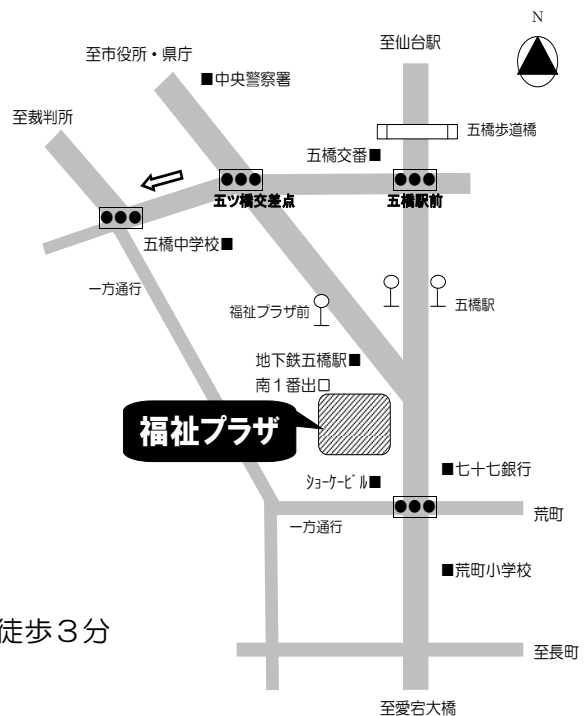 N
至仙台駅
至市役所・県庁
■中央警察署
至裁判所
五橋歩道橋
五橋交番■
五ツ橋交差点
五橋駅前
五橋中学校■
一方通行
福祉プラザ前
五橋駅
地下鉄五橋駅■
南１番出口
福祉プラザ
ｼｮｰｹｰﾋﾞﾙ■
■七十七銀行
一方通行
荒町
■荒町小学校
徒歩３分
至長町
至愛宕大橋